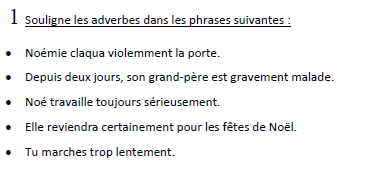 1 Souligne les adverbes dans les phrases suivantes :
• Noémie claqua violemment la porte.
• Depuis deux jours, son grand-père est gravement malade.
• Noé travaille toujours sérieusement.
• Elle reviendra certainement pour les fêtes de Noël.
• Tu marches trop lentement.